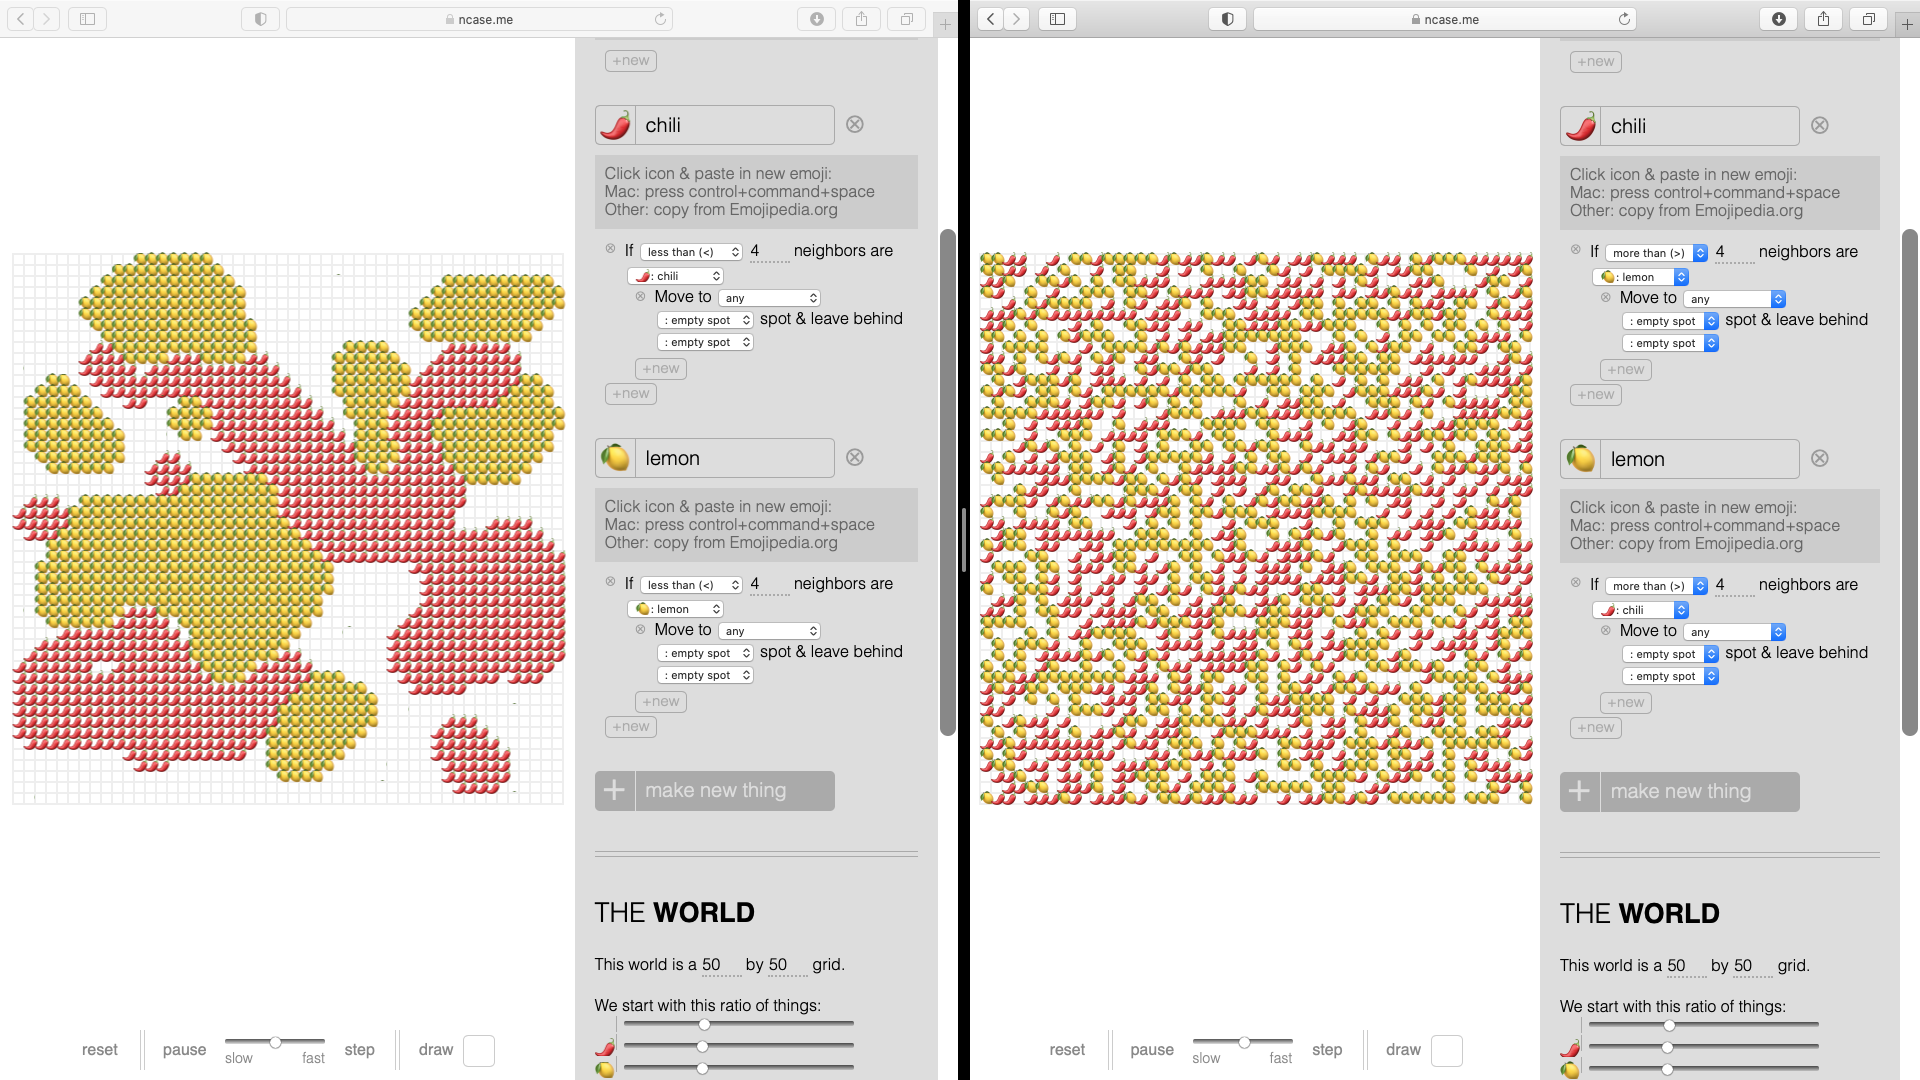 ncase.me
+new
chili
Click icon & paste in new emoji:
Mac: press control+command+space
Other: copy from Emojipedia.org
If less than (<) 4 neighbors are
: chili
Move to any
: empty spot spot & leave behind
: empty spot
+new
+new
lemon
Click icon & paste in new emoji:
Mac: press control+command+space
Other: copy from Emojipedia.org
If less than (<) 4 neighbors are
: lemon
Move to any
: empty spot spot & leave behind
: empty spot
+new
+new
+ make new thing
THE WORLD
This world is a 50 by 50 grid.
We start with this ratio of things:
reset pause slow fast step draw
ncase.me
+new
chili
Click icon & paste in new emoji:
Mac: press control+command+space
Other: copy from Emojipedia.org
If more than (>) 4 neighbors are
: lemon
Move to any
: empty spot spot & leave behind
: empty spot
+new
+new
lemon
Click icon & paste in new emoji:
Mac: press control+command+space
Other: copy from Emojipedia.org
If more than (>) 4 neighbors are
: chili
Move to any
: empty spot spot & leave behind
: empty spot
+new
+new
+ make new thing
THE WORLD
This world is a 50 by 50 grid.
We start with this ratio of things:
reset pause slow fast step draw